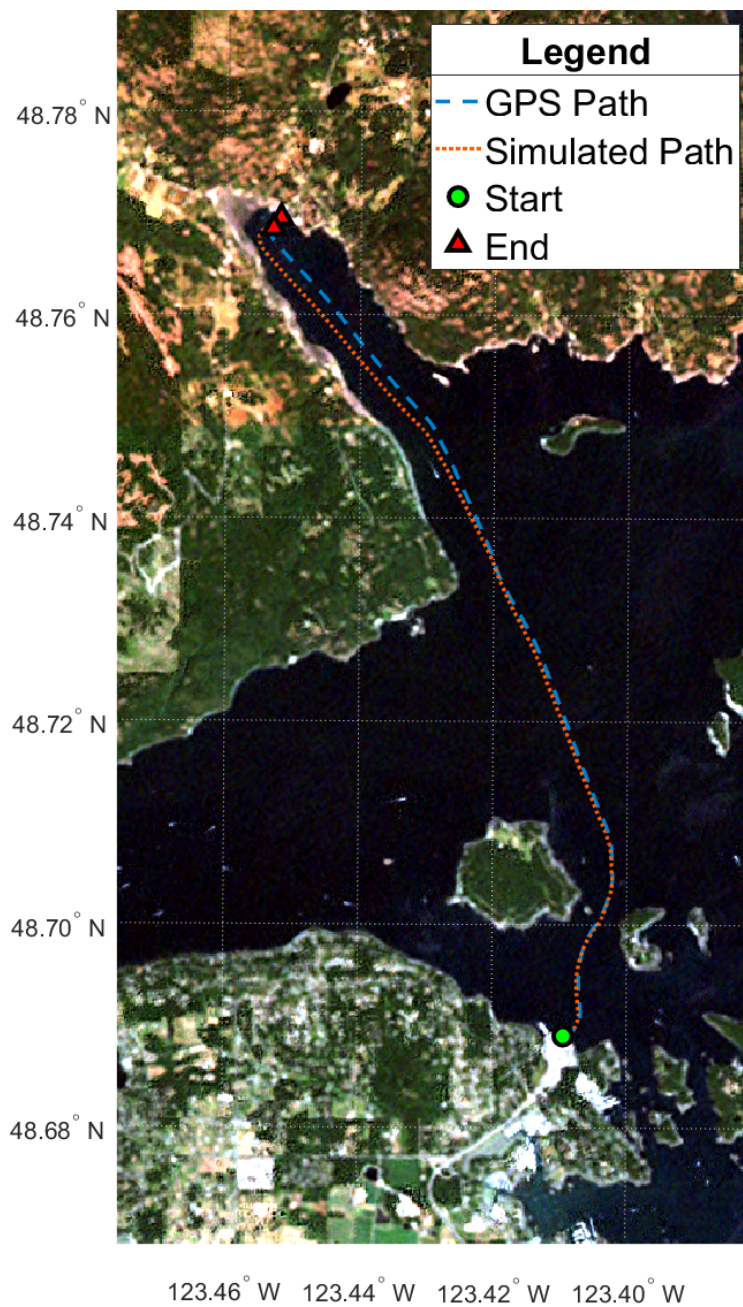 Legend
GPS Path
Simulated Path
Start
End
48.78° N
48.76° N
48.74° N
48.72° N
48.70° N
48.68° N
123.46° W 123.44° W 123.42° W 123.40° W